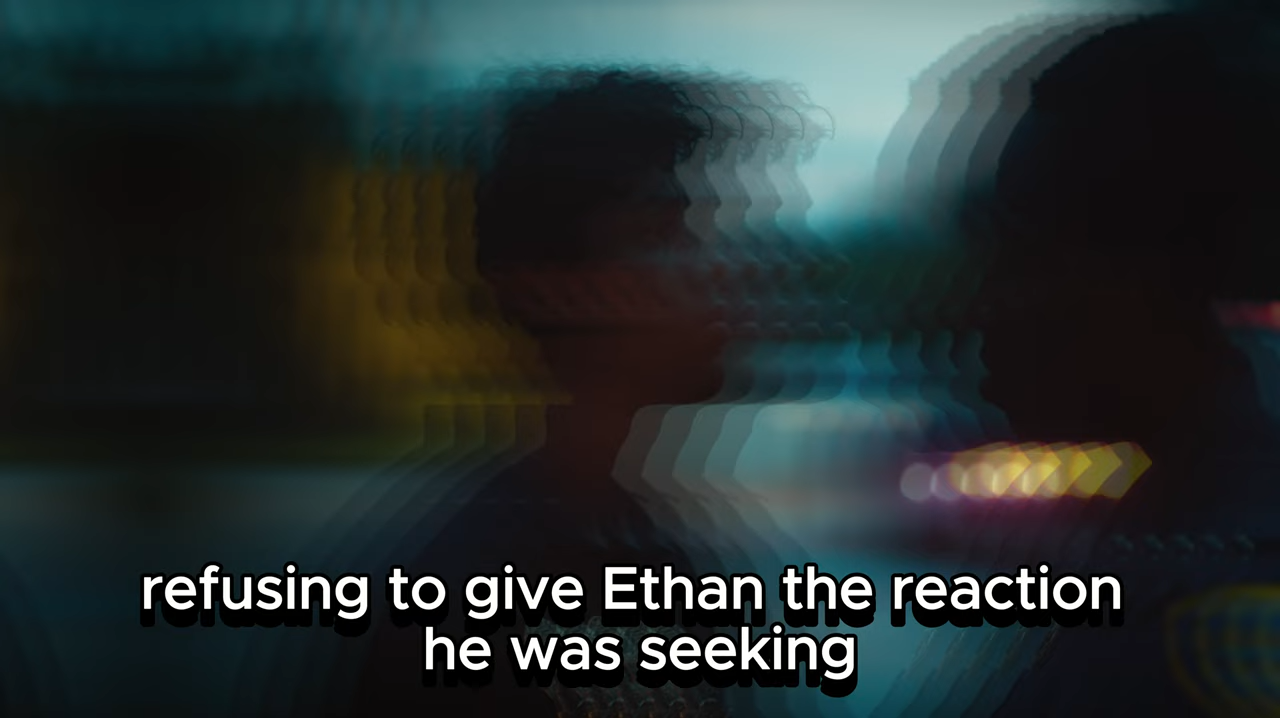 refusing to give Ethan the reaction
he was seeking